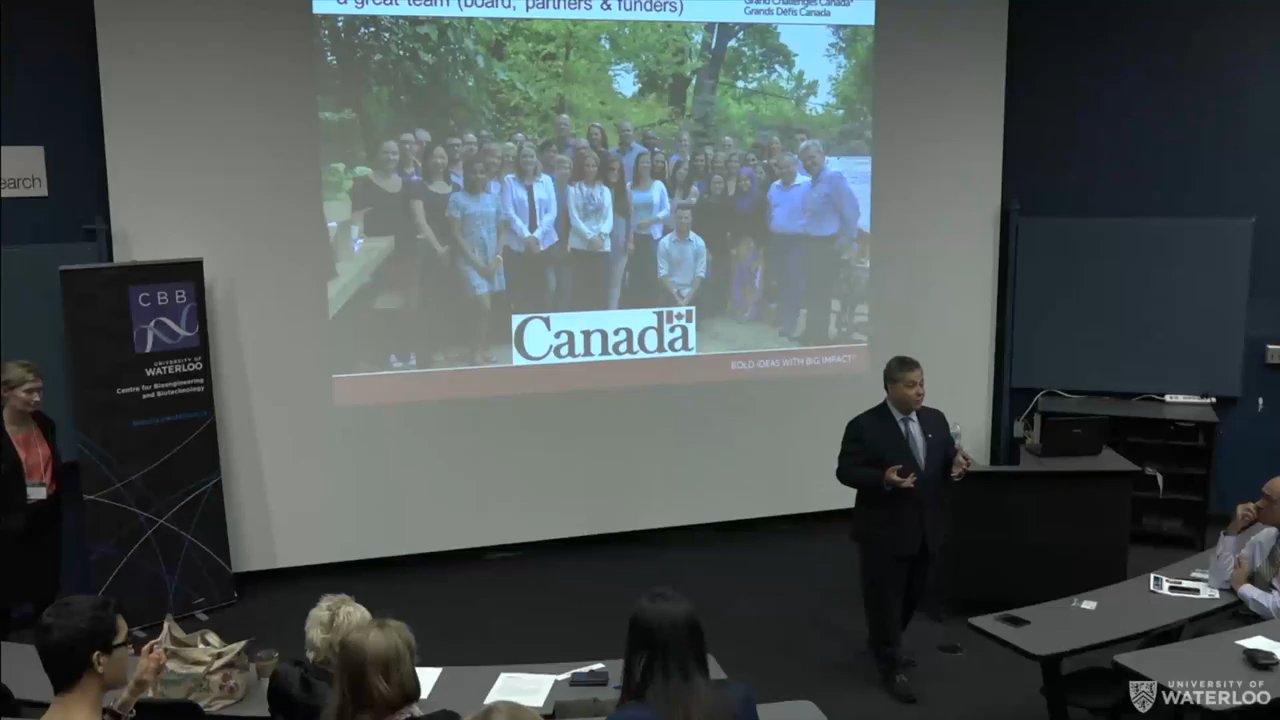 a great team (board, partners & funders)
Grand Challenges Canada
Grands Défis Canada
earch
CBB
UNIVERSITY OF
WATERLOO
Centre for Bioengineering
and Biotechnology
Canada
BOLD IDEAS WITH BIG IMPACT
UNIVERSITY OF
WATERLOO